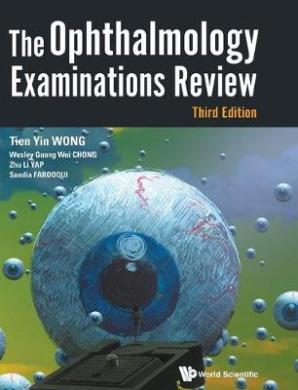 The Ophthalmology
Examinations Review
Third Edition
Tien Yin WONG
Wesley Guang Wei CHONG
Zhu Li YAP
Saadia FAROOQUI
World Scientific